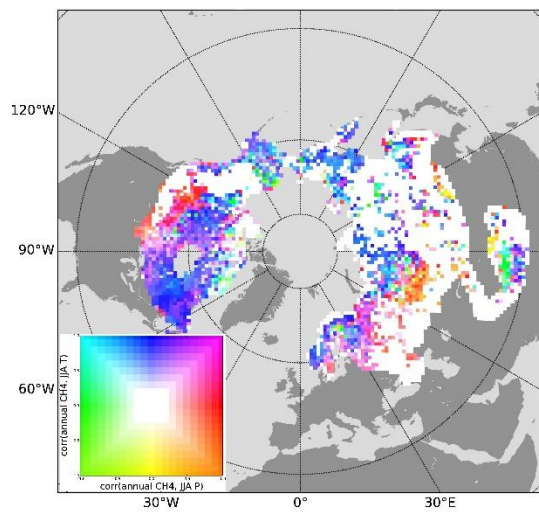 120°W
90°W
60°W
corr(annual CH4, JJA T)
corr(annual CH4, JJA P)
30°W
0°
30°E